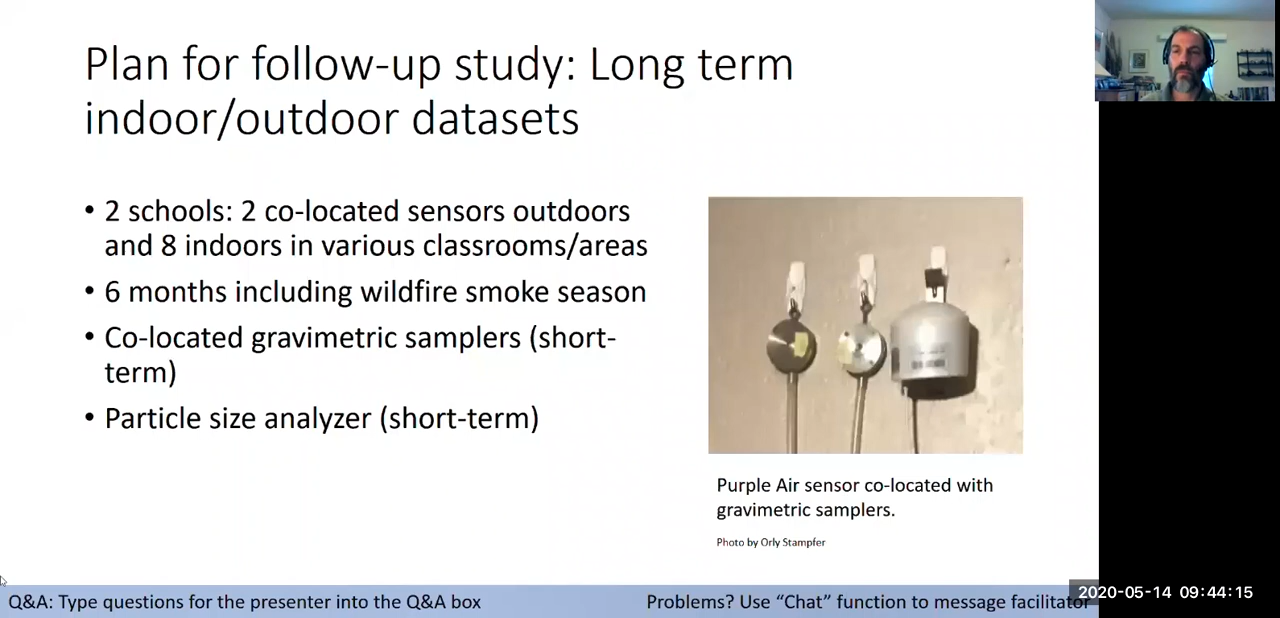 Plan for follow-up study: Long term
indoor/outdoor datasets
• 2 schools: 2 co-located sensors outdoors
and 8 indoors in various classrooms/areas
• 6 months including wildfire smoke season
• Co-located gravimetric samplers (short-
term)
• Particle size analyzer (short-term)
Purple Air sensor co-located with
gravimetric samplers.
Photo by Orly Stampfer
Q&A: Type questions for the presenter into the Q&A box
Problems? Use “Chat” function to message facilitator
2020-05-14 09:44:15